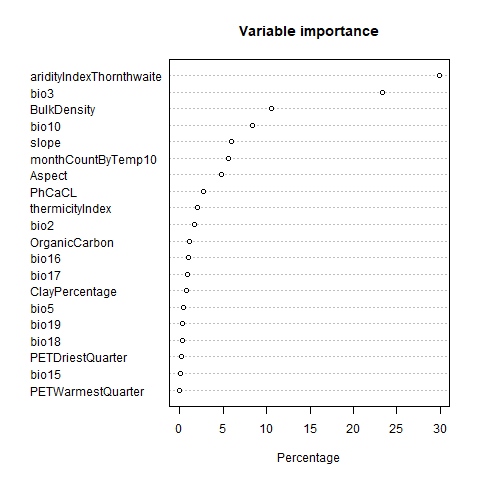 Variable importance
aridityIndexThornthwaite
bio3
BulkDensity
bio10
slope
monthCountByTemp10
Aspect
PhCaCL
thermicityIndex
bio2
OrganicCarbon
bio16
bio17
ClayPercentage
bio5
bio19
bio18
PETDriestQuarter
bio15
PETWarmestQuarter
0 5 10 15 20 25 30
Percentage